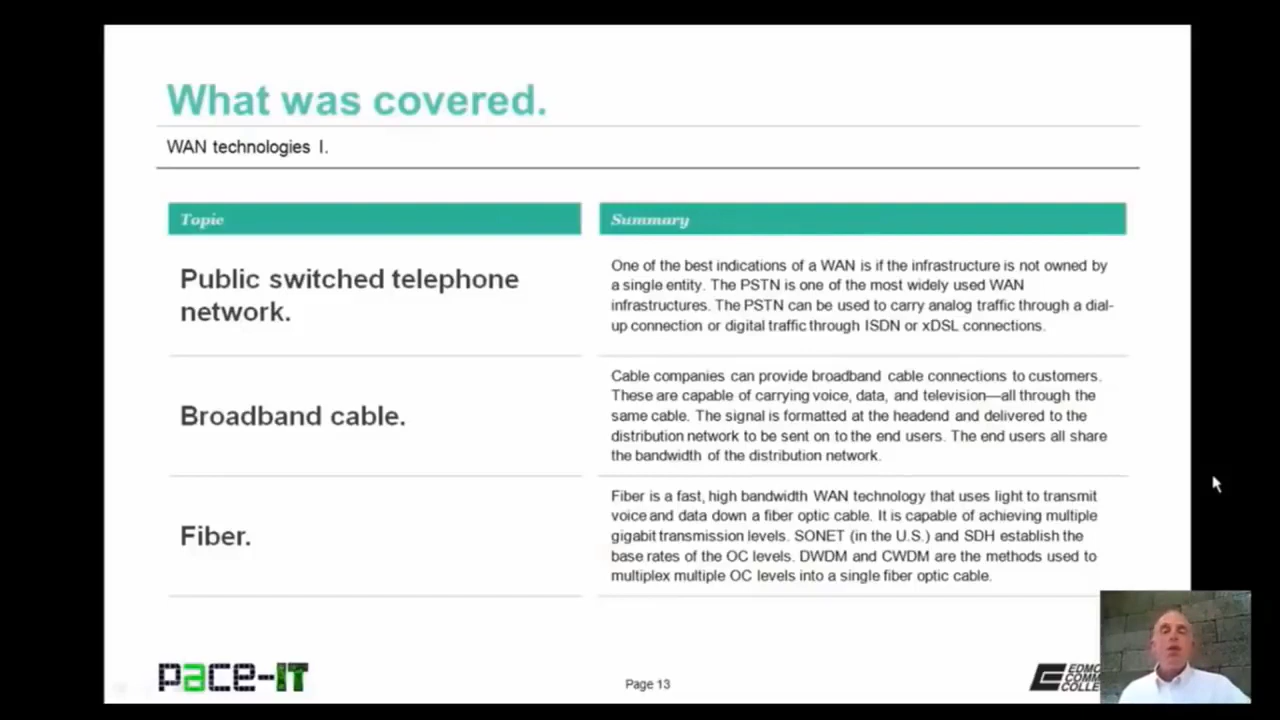 What was covered.
WAN technologies I.
Topic
Summary
Public switched telephone
network.
One of the best indications of a WAN is if the infrastructure is not owned by
a single entity. The PSTN is one of the most widely used WAN
infrastructures. The PSTN can be used to carry analog traffic through a dial-
up connection or digital traffic through ISDN or xDSL connections.
Broadband cable.
Cable companies can provide broadband cable connections to customers.
These are capable of carrying voice, data, and television—all through the
same cable. The signal is formatted at the headend and delivered to the
distribution network to be sent on to the end users. The end users all share
the bandwidth of the distribution network.
Fiber.
Fiber is a fast, high bandwidth WAN technology that uses light to transmit
voice and data down a fiber optic cable. It is capable of achieving multiple
gigabit transmission levels. SONET (in the U.S.) and SDH establish the
base rates of the OC levels. DWDM and CWDM are the methods used to
multiplex multiple OC levels into a single fiber optic cable.
pace-IT
Page 13